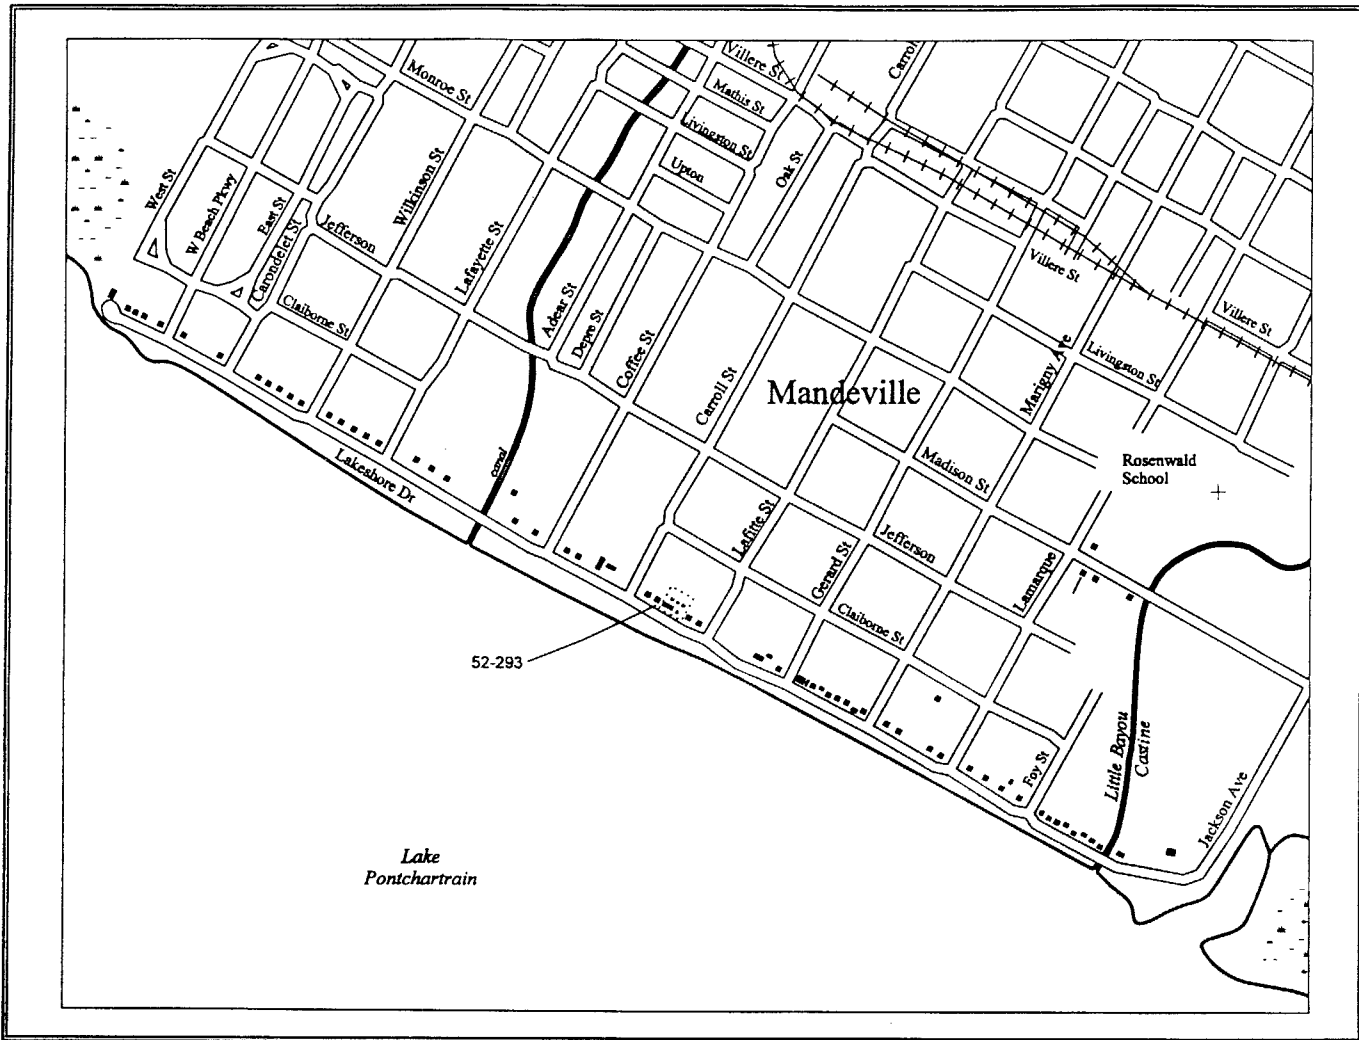 Villere St
Carroll
Monroe St
Mathis St
Livingston St
Upton
Oak St
West St
W Beach Pkwy
East St
Carondelet St
Jefferson
Wilkinson St
Lafayette St
Claiborne St
Adear St
Depre St
Coffee St
Carroll St
Mandeville
Villere St
Villere St
Livingston St
Marigny Ave
Madison St
Rosenwald
School
Lakeshore Dr
canal
Lafitte St
Gerard St
Jefferson
Lamarque
Claiborne St
52-293
Foy St
Little Bayou
Castine
Jackson Ave
Lake
Pontchartrain